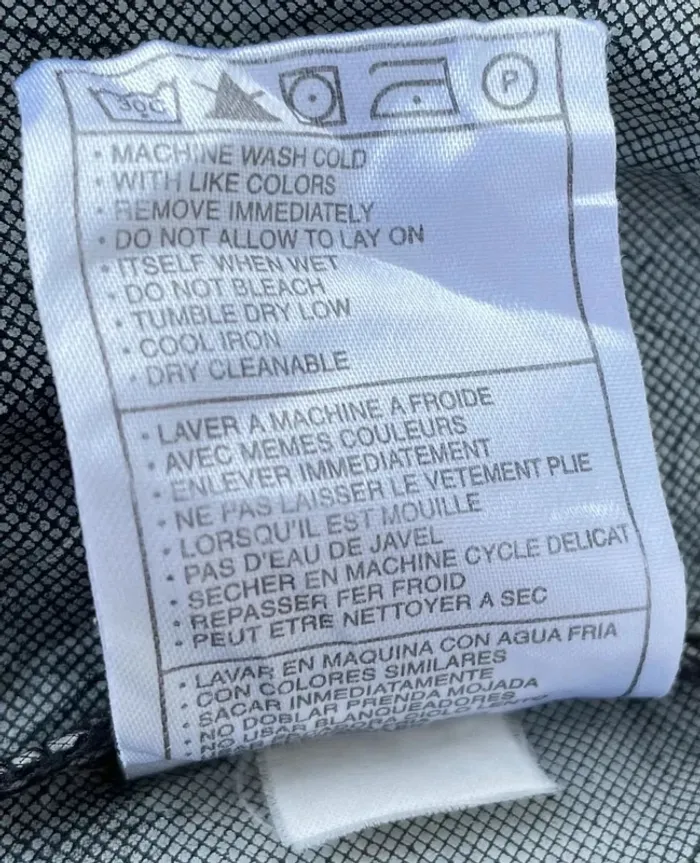 30C
P
• MACHINE WASH COLD
• WITH LIKE COLORS
• REMOVE IMMEDIATELY
• DO NOT ALLOW TO LAY ON
• ITSELF WHEN WET
• DO NOT BLEACH
• TUMBLE DRY LOW
• COOL IRON
• DRY CLEANABLE
• LAVER A MACHINE A FROIDE
• AVEC MEMES COULEURS
• ENLEVER IMMEDIATEMENT
• NE PAS LAISSER LE VETEMENT PLIE
• LORSQU'IL EST MOUILLE
• PAS D'EAU DE JAVEL
• SECHER EN MACHINE CYCLE DELICAT
• REPASSER FER FROID
• PEUT ETRE NETTOYER A SEC
• LAVAR EN MAQUINA CON AGUA FRIA
• CON COLORES SIMILARES
• SACAR INMEDIATAMENTE
• NO DOBLAR PRENDA MOJADA
• NO USAR BLANQUEADORES